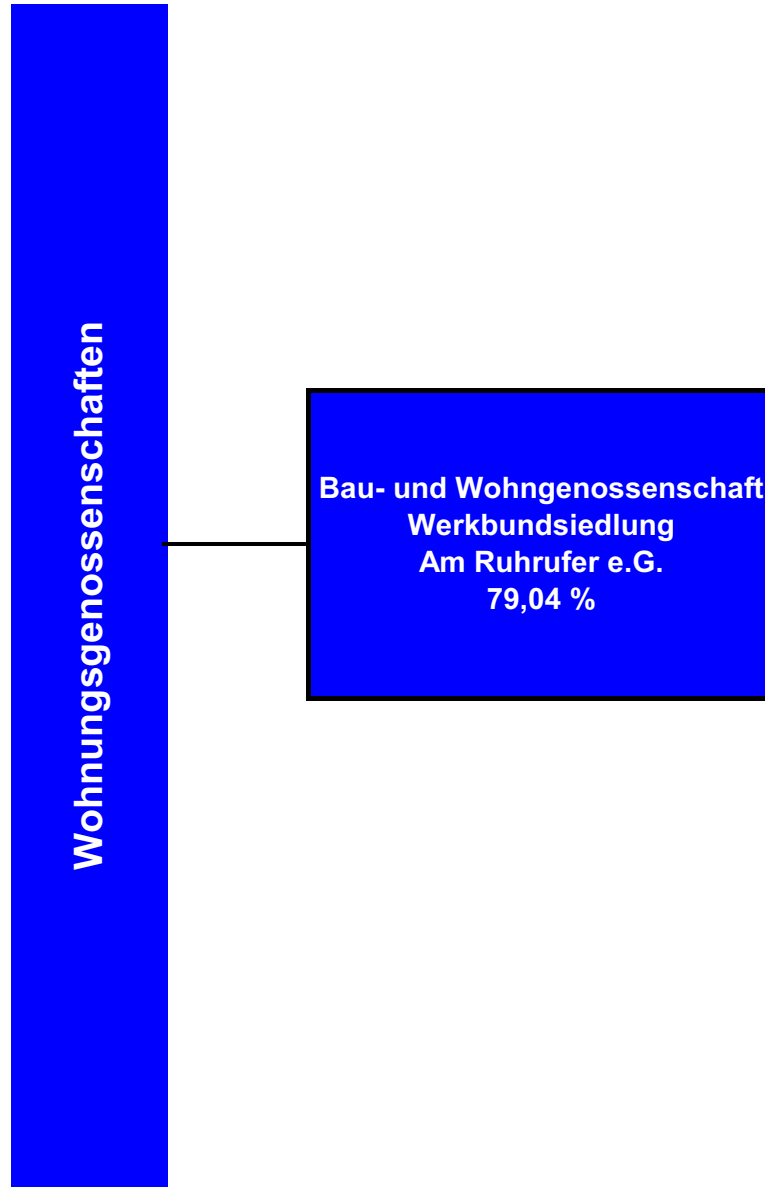 Wohnungsgenossenschaften
Bau- und Wohngenossenschaft
Werkbundsiedlung
Am Ruhrufer e.G.
79,04 %